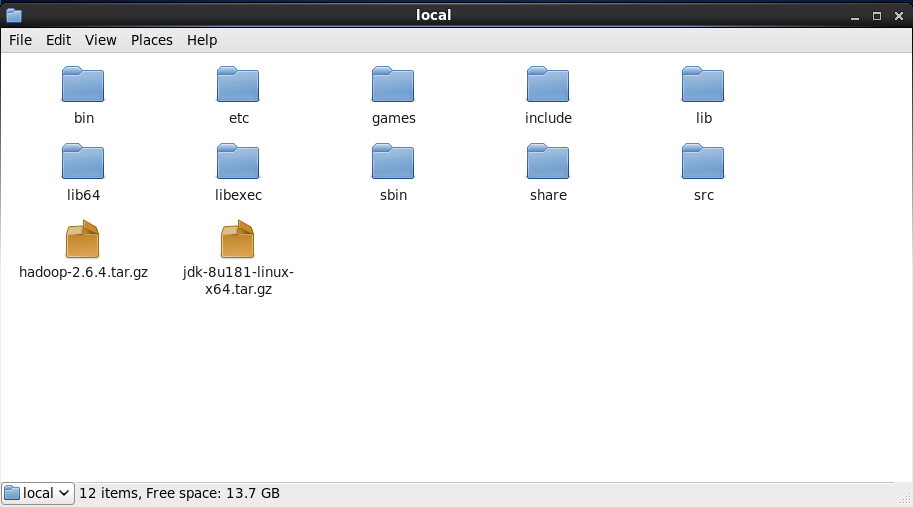 local
File Edit View Places Help
bin etc games include lib
lib64 libexec sbin share src
hadoop-2.6.4.tar.gz jdk-8u181-linux-
x64.tar.gz
local 12 items, Free space: 13.7 GB